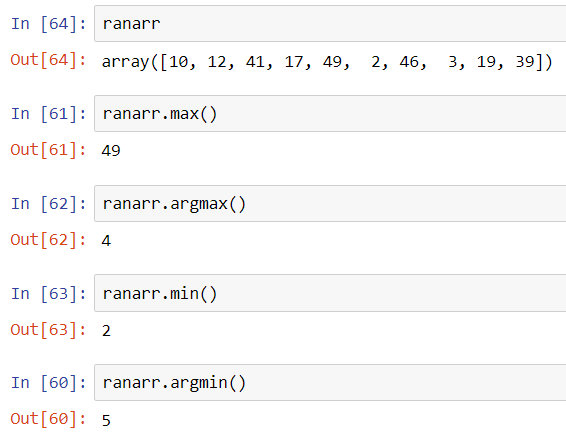 In [64]: ranarr
Out[64]: array([10, 12, 41, 17, 49,  2, 46,  3, 19, 39])
In [61]: ranarr.max()
Out[61]: 49
In [62]: ranarr.argmax()
Out[62]: 4
In [63]: ranarr.min()
Out[63]: 2
In [60]: ranarr.argmin()
Out[60]: 5